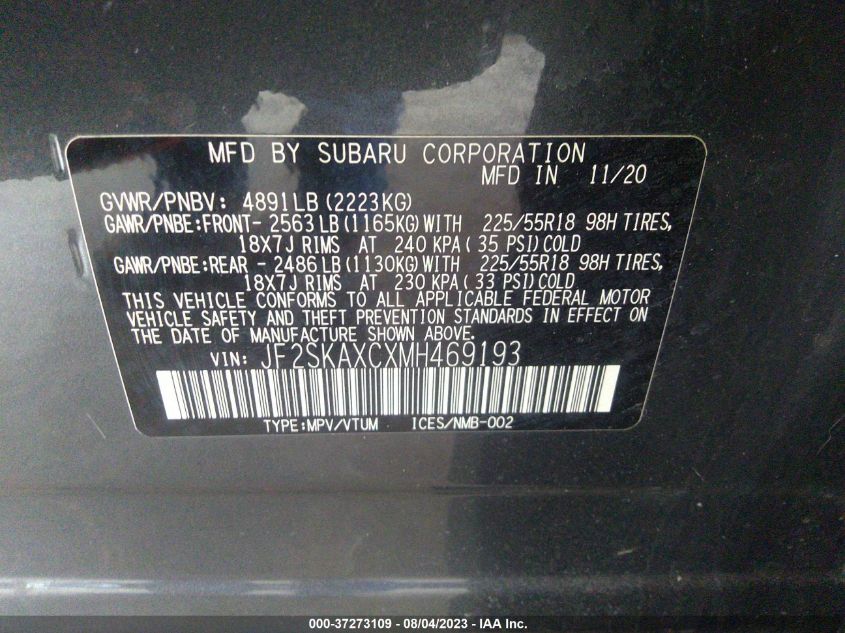 MFD BY SUBARU CORPORATION
MFD IN 11/20
GVWR/PNBV: 4891LB (2223KG)
GAWR/PNBE:FRONT- 2563 LB (1165KG) WITH 225/55R18 98H TIRES,
18X7J RIMS AT 240 KPA ( 35 PSI) COLD
GAWR/PNBE:REAR - 2486 LB (1130KG) WITH 225/55R18 98H TIRES,
18X7J RIMS AT 230 KPA ( 33 PSI) COLD
THIS VEHICLE CONFORMS TO ALL APPLICABLE FEDERAL MOTOR
VEHICLE SAFETY AND THEFT PREVENTION STANDARDS IN EFFECT ON
THE DATE OF MANUFACTURE SHOWN ABOVE.
VIN: JF2SKAXCXMH469193
TYPE:MPV/VTUM ICES/NMB-002
000-37273109 - 08/04/2023 - IAA Inc.